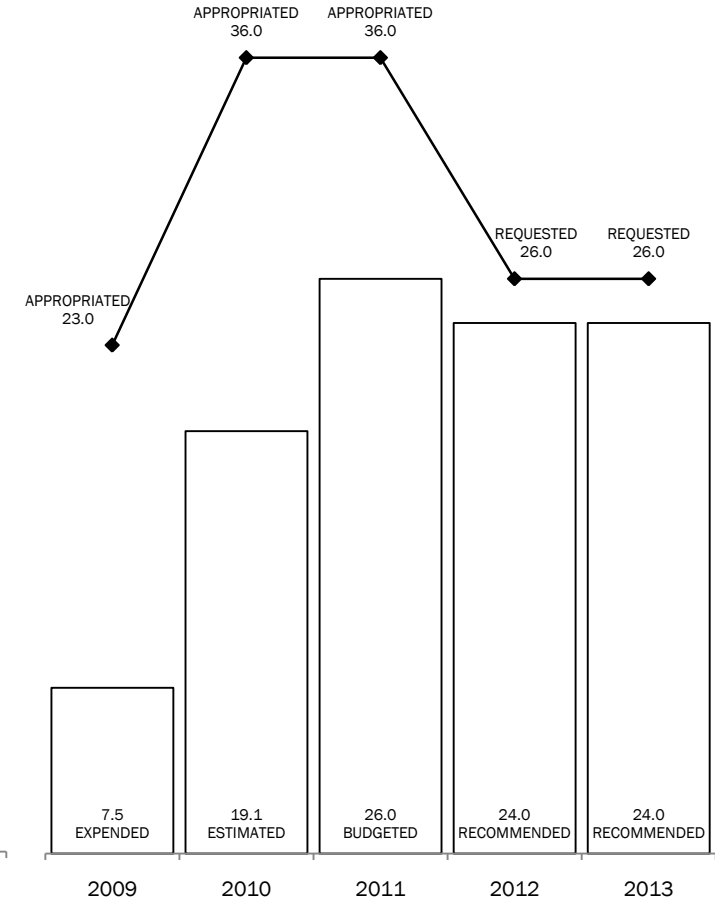 APPROPRIATED
36.0
APPROPRIATED
36.0
REQUESTED
26.0
REQUESTED
26.0
APPROPRIATED
23.0
7.5
EXPENDED
19.1
ESTIMATED
26.0
BUDGETED
24.0
RECOMMENDED
24.0
RECOMMENDED
2009
2010
2011
2012
2013